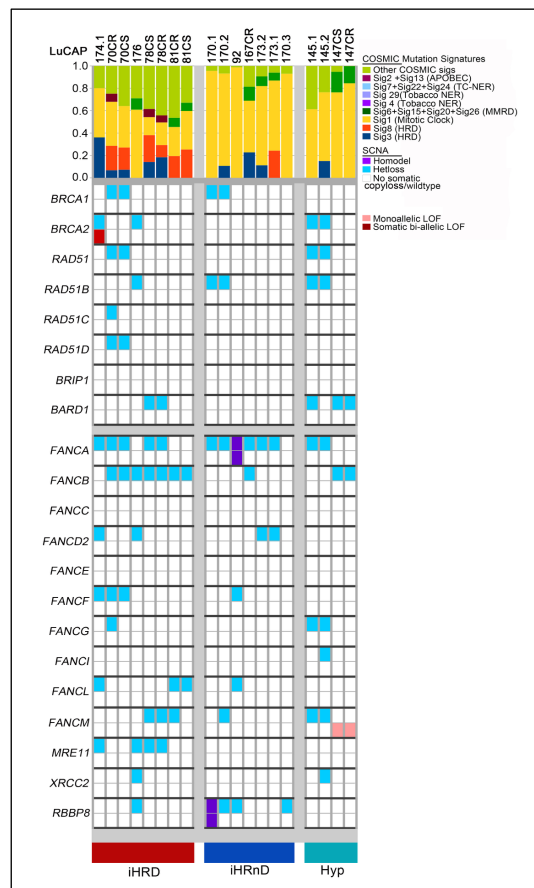 LuCAP
174.1
70CR
70CS
176
78CS
78CR
81CR
81CS
170.1
170.2
92
167CR
173.2
173.1
170.3
145.1
145.2
147CS
147CR
1.0
0.8
0.6
0.4
0.2
0.0
COSMIC Mutation Signatures
Other COSMIC sigs
Sig2 +Sig13 (APOBEC)
Sig7+Sig22+Sig24 (TC-NER)
Sig 29(Tobacco NER)
Sig 4 (Tobacco NER)
Sig6+Sig15+Sig20+Sig26 (MMRD)
Sig1 (Mitotic Clock)
Sig8 (HRD)
Sig3 (HRD)
SCNA
Homodel
Hetloss
No somatic
copyloss/wildtype
Monoallelic LOF
Somatic bi-allelic LOF
BRCA1
BRCA2
RAD51
RAD51B
RAD51C
RAD51D
BRIP1
BARD1
FANCA
FANCB
FANCC
FANCD2
FANCE
FANCF
FANCG
FANCI
FANCL
FANCM
MRE11
XRCC2
RBBP8
iHRD
iHRnD
Hyp